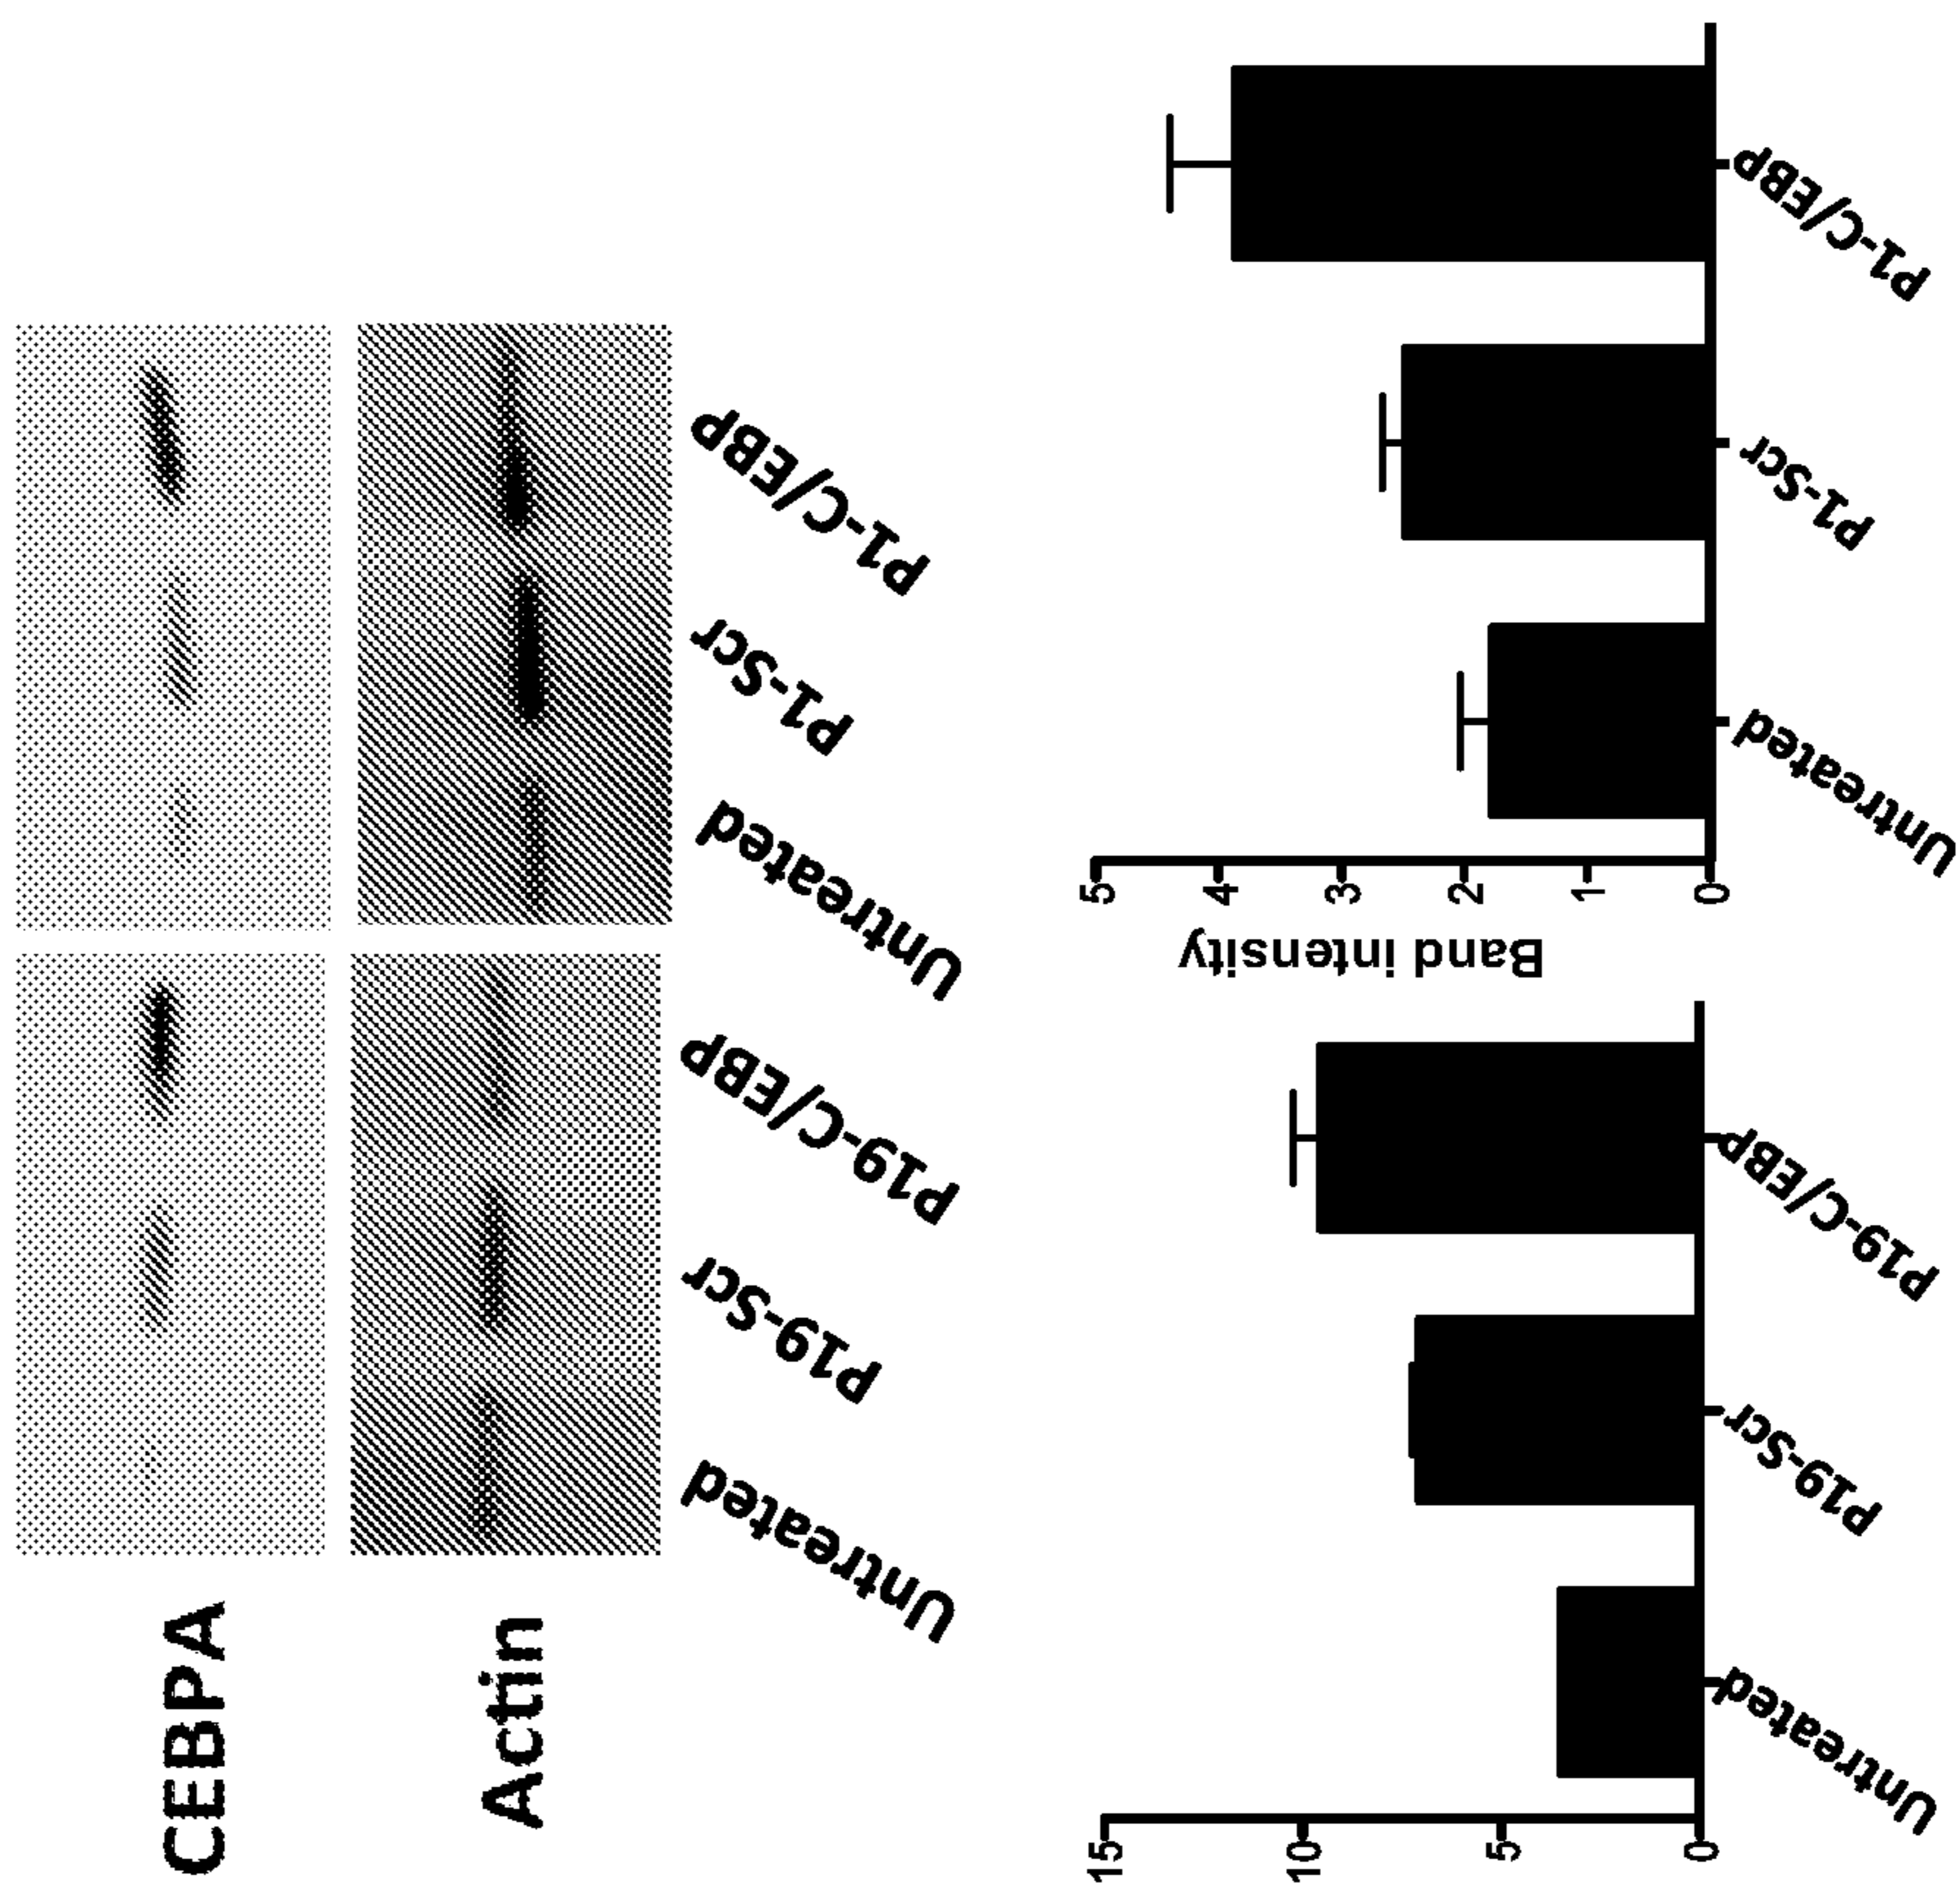 CEBPA
Actin
Untreated
P19-Scr
P19-C/EBP
Untreated
P1-Scr
P1-C/EBP
15
10
5
0
Untreated
P19-Scr
P19-C/EBP
Band intensity
5
4
3
2
1
0
Untreated
P1-Scr
P1-C/EBP